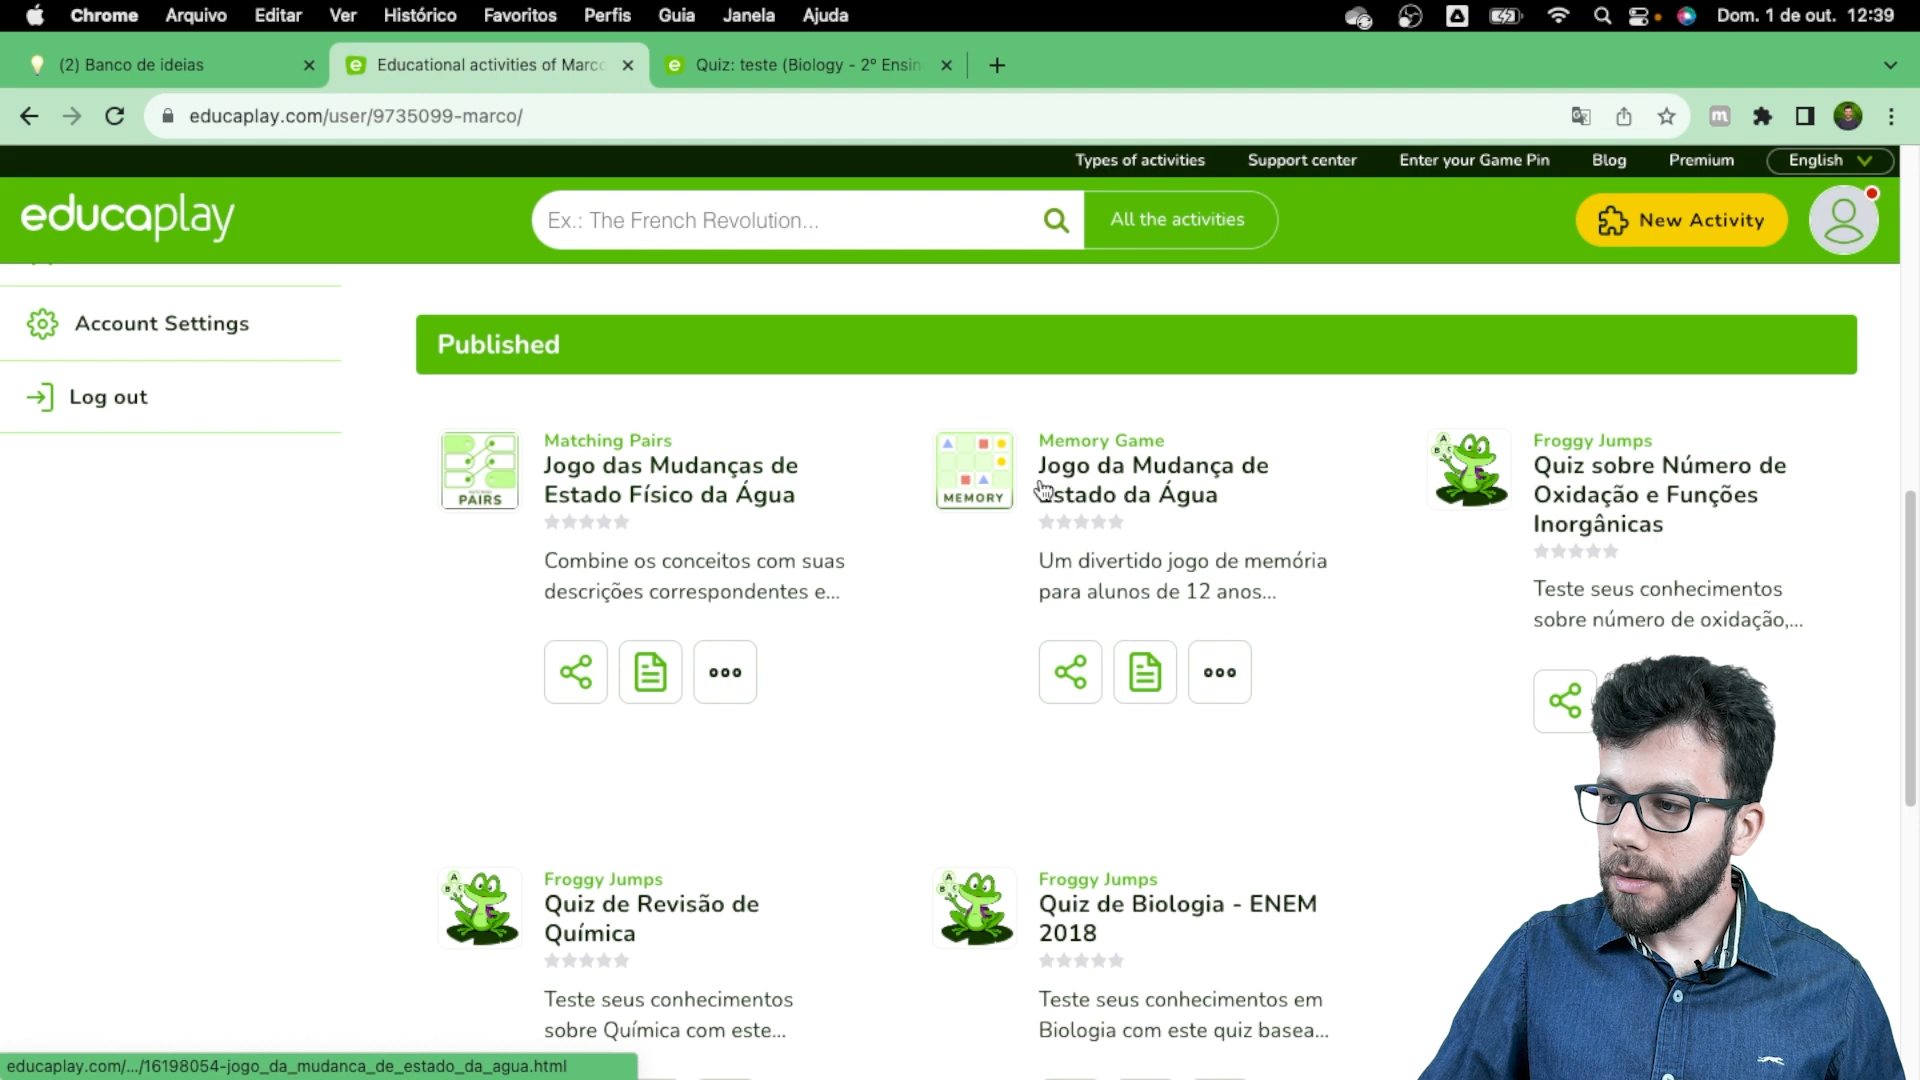 Chrome Arquivo Editar Ver Histórico Favoritos Perfis Guia Janela Ajuda Dom. 1 de out. 12:39
(2) Banco de ideias
Educational activities of Marco
Quiz: teste (Biology - 2º Ensin
educaplay.com/user/9735099-marco/
Types of activities Support center Enter your Game Pin Blog Premium English
educaplay
Ex.: The French Revolution...
All the activities
New Activity
Account Settings
Log out
Published
PAIRS
Matching Pairs
Jogo das Mudanças de
Estado Físico da Água
Combine os conceitos com suas
descrições correspondentes e...
MEMORY
Memory Game
Jogo da Mudança de
Estado da Água
Um divertido jogo de memória
para alunos de 12 anos...
A
B
C
Froggy Jumps
Quiz sobre Número de
Oxidação e Funções
Inorgânicas
Teste seus conhecimentos
sobre número de oxidação,...
A
B
C
Froggy Jumps
Quiz de Revisão de
Química
Teste seus conhecimentos
sobre Química com este...
A
B
C
Froggy Jumps
Quiz de Biologia - ENEM
2018
Teste seus conhecimentos em
Biologia com este quiz basea...
educaplay.com/.../16198054-jogo_da_mudanca_de_estado_da_agua.html